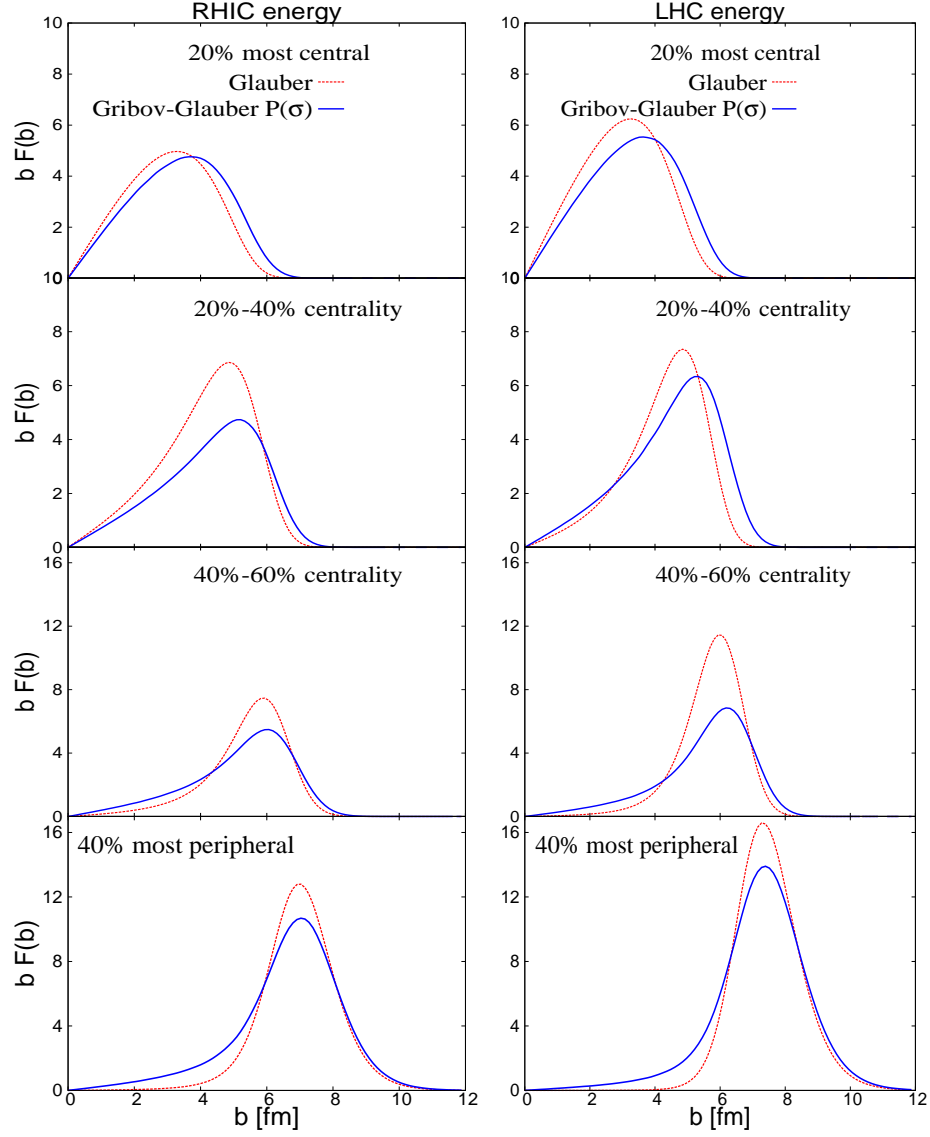 RHIC energy
LHC energy
10
8
6
4
2
0
b F(b)
20% most central
Glauber
Gribov-Glauber P(σ)
10
8
6
4
2
0
20% most central
Glauber
Gribov-Glauber P(σ)
10
8
6
4
2
0
b F(b)
20%-40% centrality
10
8
6
4
2
0
20%-40% centrality
16
12
8
4
0
b F(b)
40%-60% centrality
16
12
8
4
0
40%-60% centrality
16
12
8
4
0
b F(b)
40% most peripheral
0 2 4 6 8 10 12
b [fm]
16
12
8
4
0
40% most peripheral
0 2 4 6 8 10 12
b [fm]